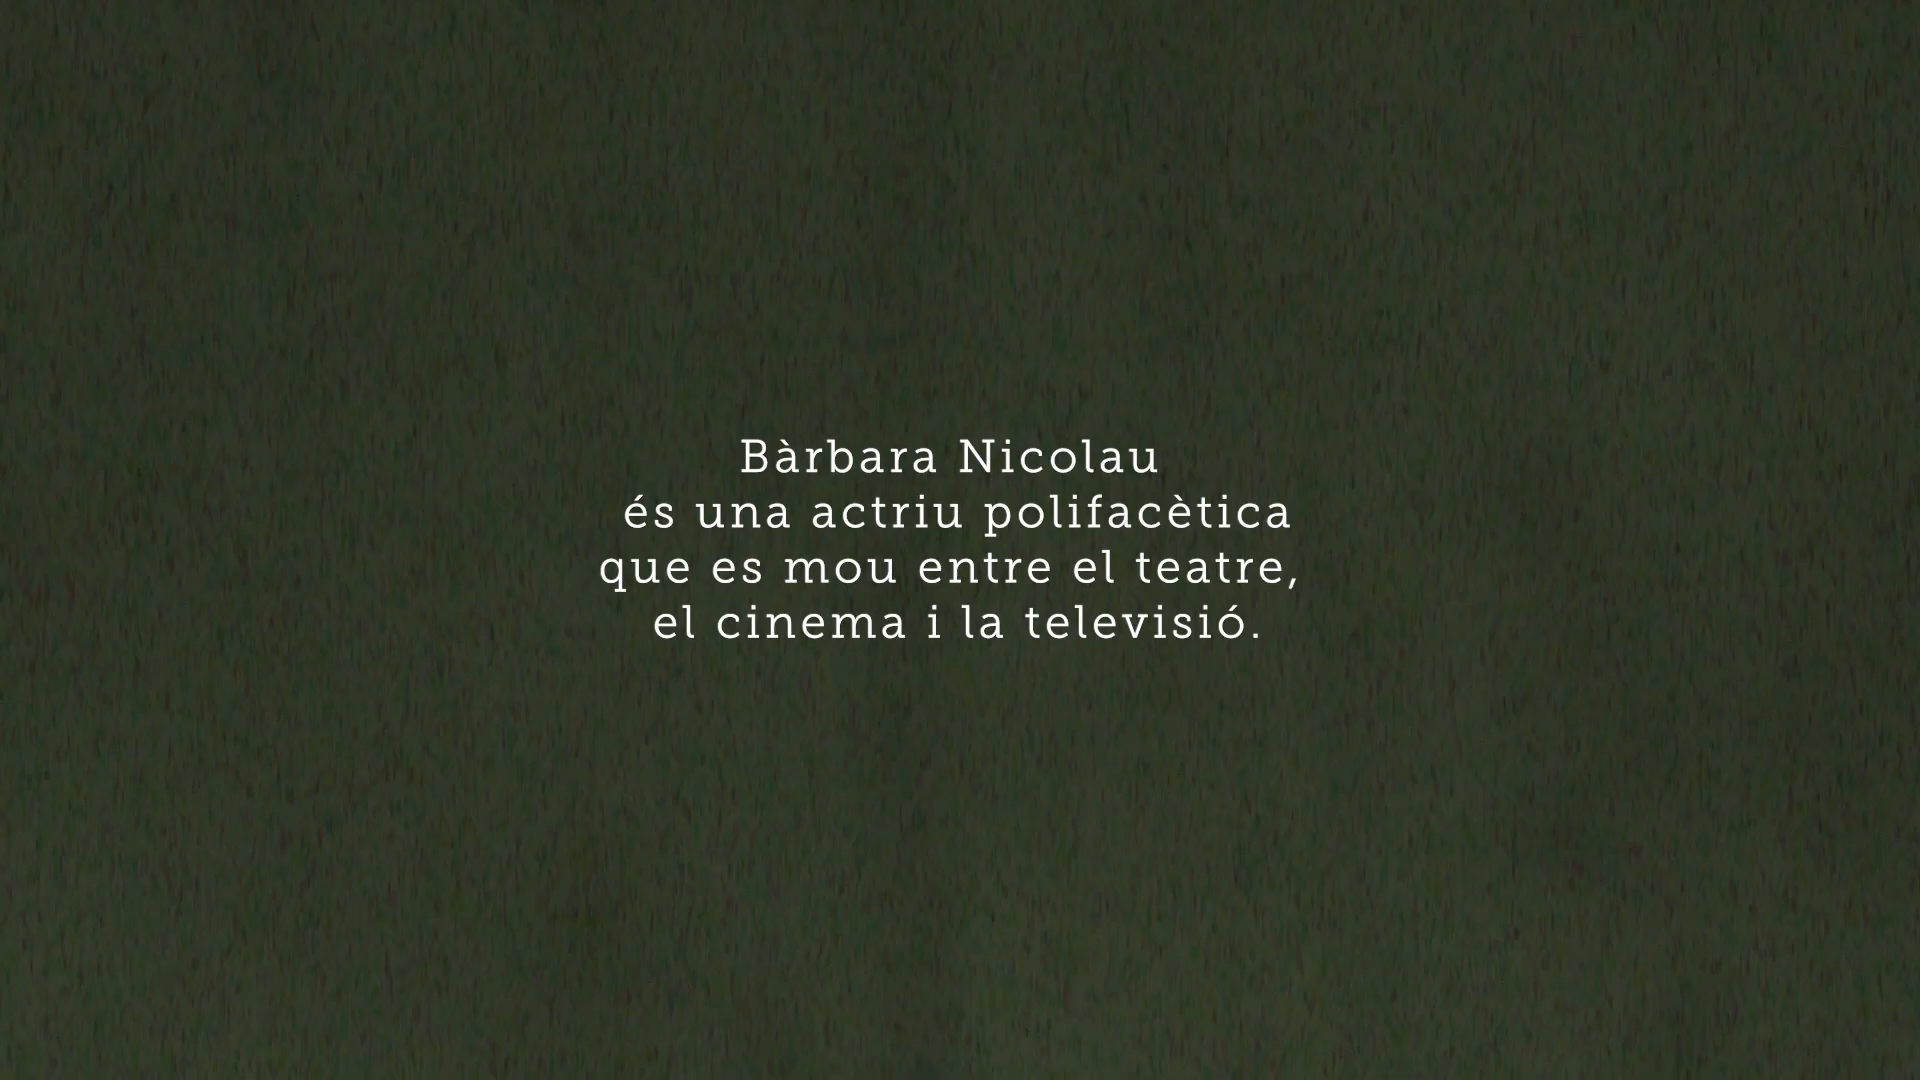 Bàrbara Nicolau
és una actriu polifacètica
que es mou entre el teatre,
el cinema i la televisió.